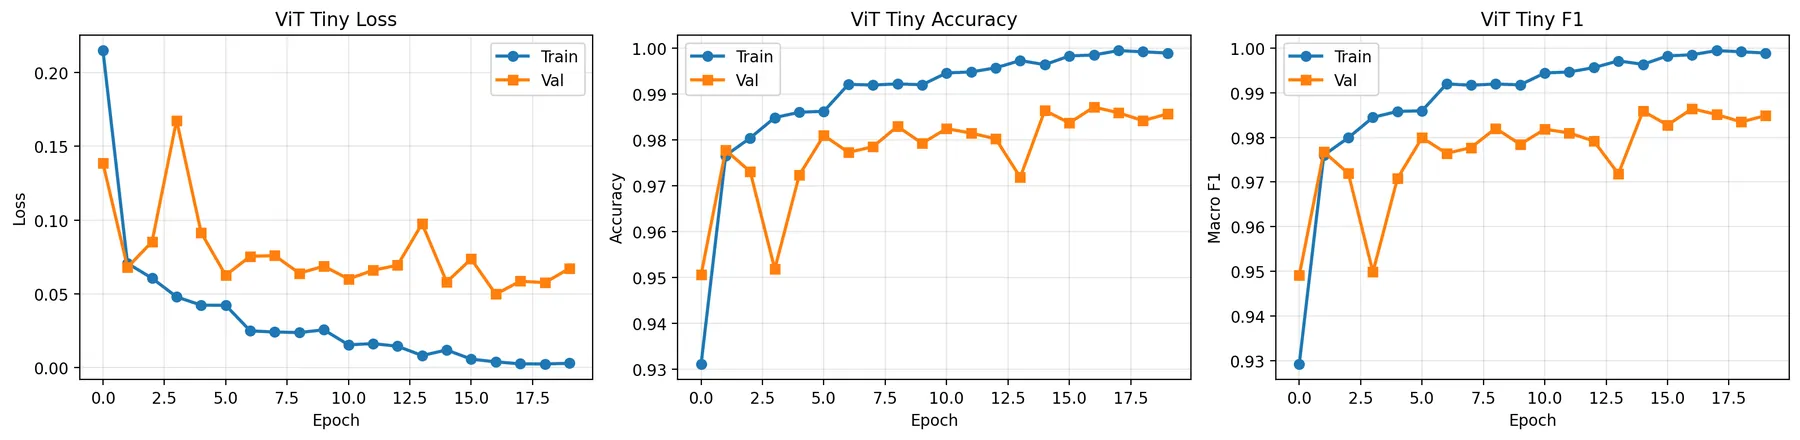 ViT Tiny Loss
Train
Val
0.20
0.15
0.10
0.05
0.00
Loss
0.0 2.5 5.0 7.5 10.0 12.5 15.0 17.5
Epoch
ViT Tiny Accuracy
Train
Val
1.00
0.99
0.98
0.97
0.96
0.95
0.94
0.93
Accuracy
0.0 2.5 5.0 7.5 10.0 12.5 15.0 17.5
Epoch
ViT Tiny F1
Train
Val
1.00
0.99
0.98
0.97
0.96
0.95
0.94
0.93
Macro F1
0.0 2.5 5.0 7.5 10.0 12.5 15.0 17.5
Epoch